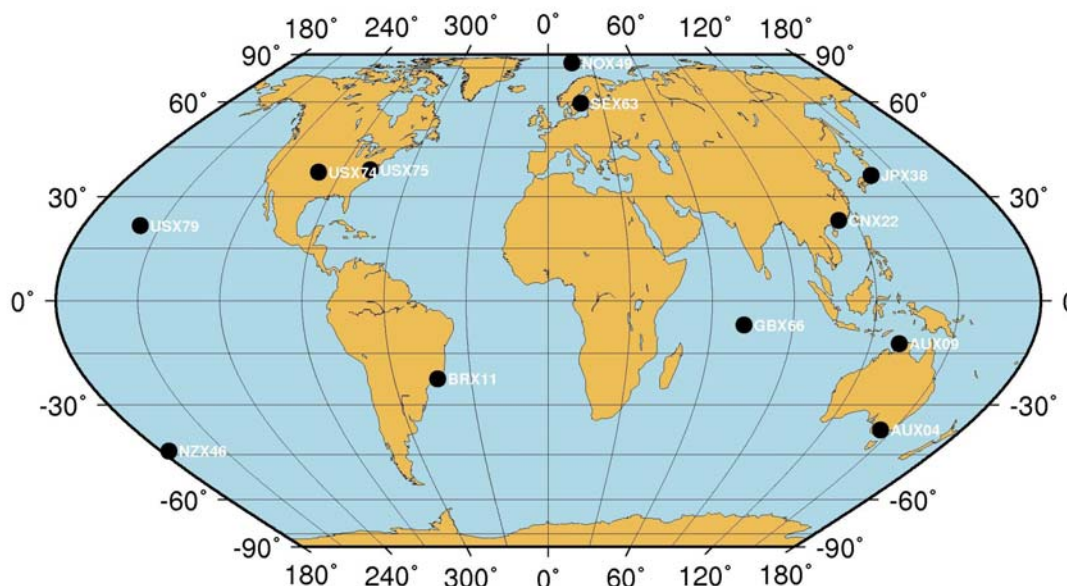 180˚ 240˚ 300˚ 0˚ 60˚ 120˚ 180˚
90˚ 90˚
NOX49
60˚ SEX63 60˚
USX74 USX75 JPX38
30˚ 30˚
USX79 CNX22
0˚ 0
GBX66
AUX09
BRX11
-30˚ -30˚
AUX04
NZX46
-60˚ -60˚
-90˚ -90˚
180˚ 240˚ 300˚ 0˚ 60˚ 120˚ 180˚